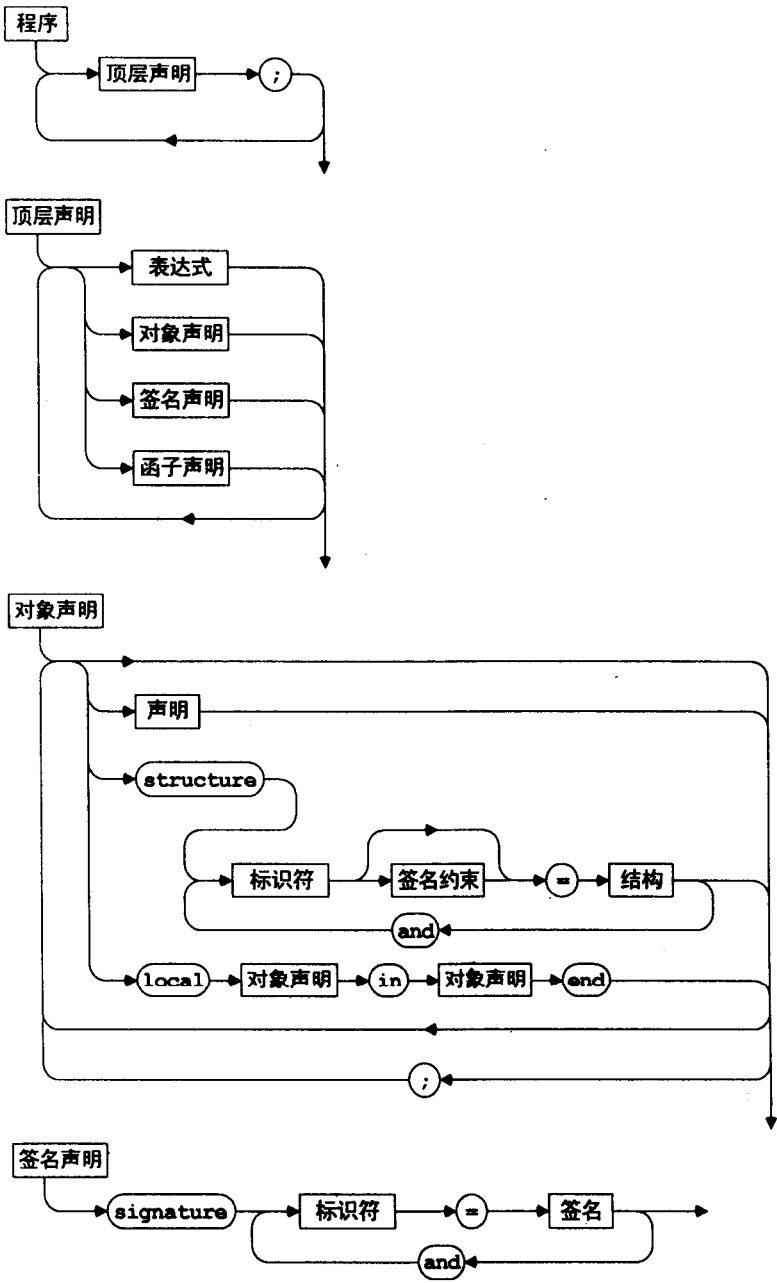 程序
顶层声明 ;
顶层声明
表达式
对象声明
签名声明
函子声明
对象声明
声明
structure
标识符 签名约束 = 结构
and
local 对象声明 in 对象声明 end
;
签名声明
signature 标识符 = 签名
and